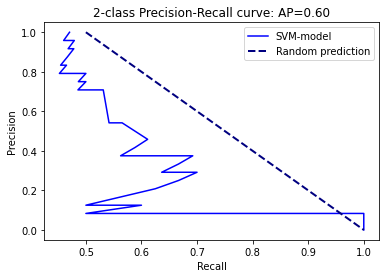 2-class Precision-Recall curve: AP=0.60
SVM-model
Random prediction
Precision
1.0
0.8
0.6
0.4
0.2
0.0
0.5 0.6 0.7 0.8 0.9 1.0
Recall